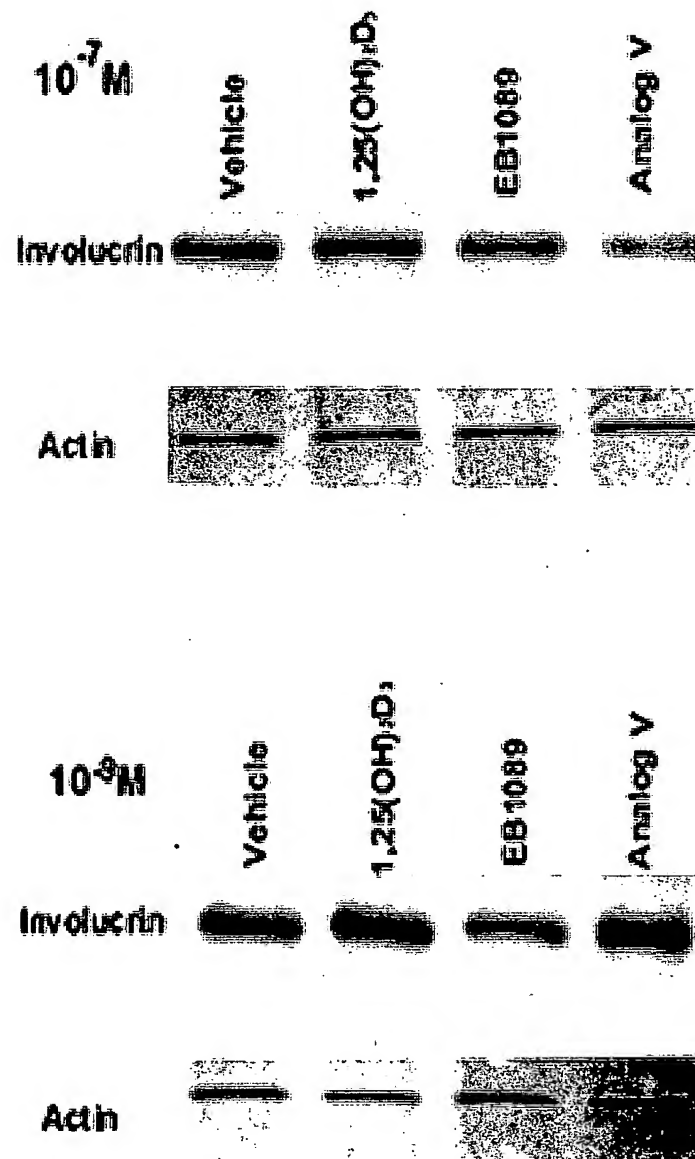 10⁻⁷M
Vehicle
1,25(OH)₂D₃
EB1089
Analog V
Involucrin
Actin
10⁻⁹M
Vehicle
1,25(OH)₂D₃
EB1089
Analog V
Involucrin
Actin